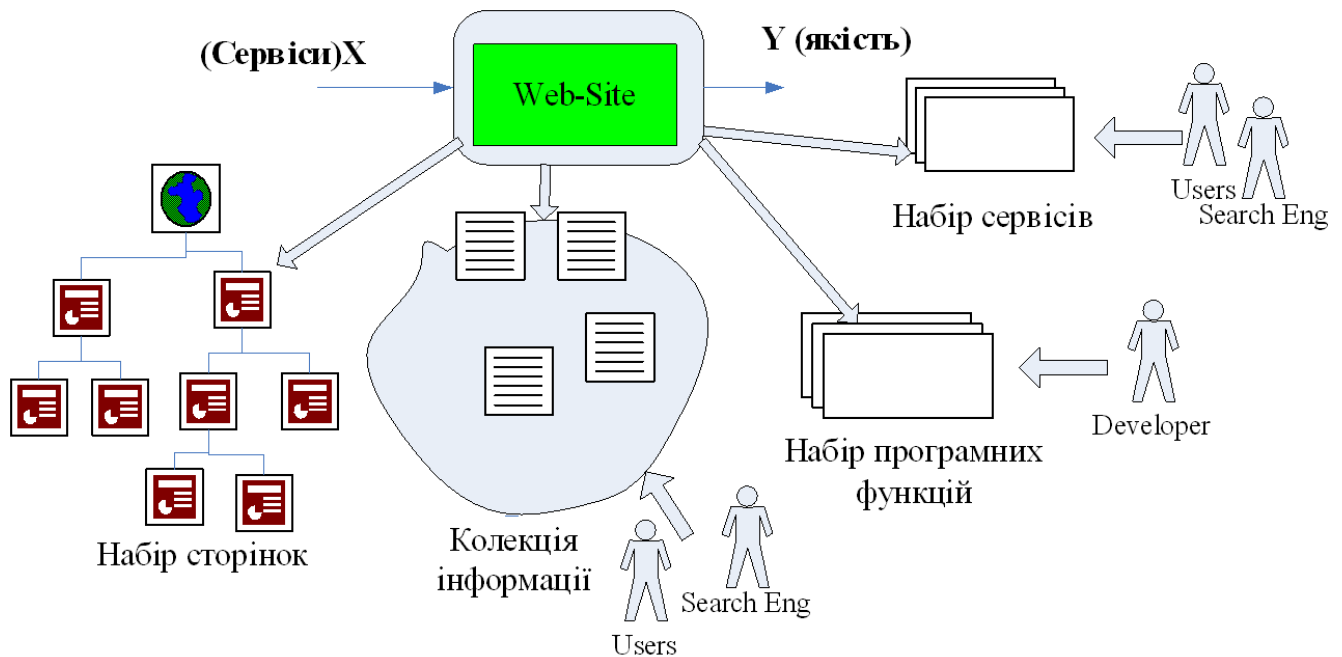 (Сервіси)X
Y (якість)
Web-Site
Users
Search Eng
Набір сервісів
Developer
Набір програмних
функцій
Набір сторінок
Колекція
інформації
Search Eng
Users